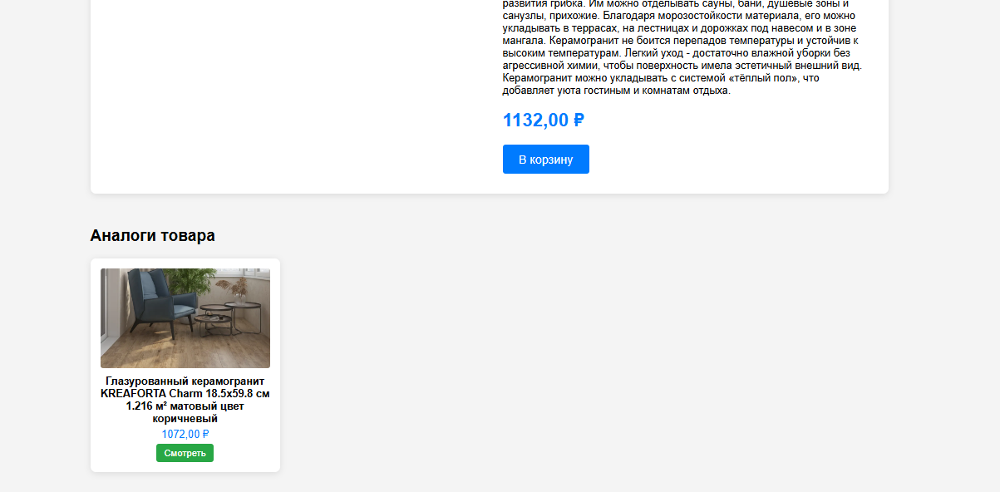 развития грибка. Им можно отделывать сауны, бани, душевые зоны и
санузлы, прихожие. Благодаря морозостойкости материала, его можно
укладывать в террасах, на лестницах и дорожках под навесом и в зоне
мангала. Керамогранит не боится перепадов температуры и устойчив к
высоким температурам. Легкий уход - достаточно влажной уборки без
агрессивной химии, чтобы поверхность имела эстетичный внешний вид.
Керамогранит можно укладывать с системой «тёплый пол», что
добавляет уюта гостиным и комнатам отдыха.
1132,00 ₽
В корзину
Аналоги товара
Глазурованный керамогранит
KREAFORTA Charm 18.5x59.8 см
1.216 м² матовый цвет
коричневый
1072,00 ₽
Смотреть